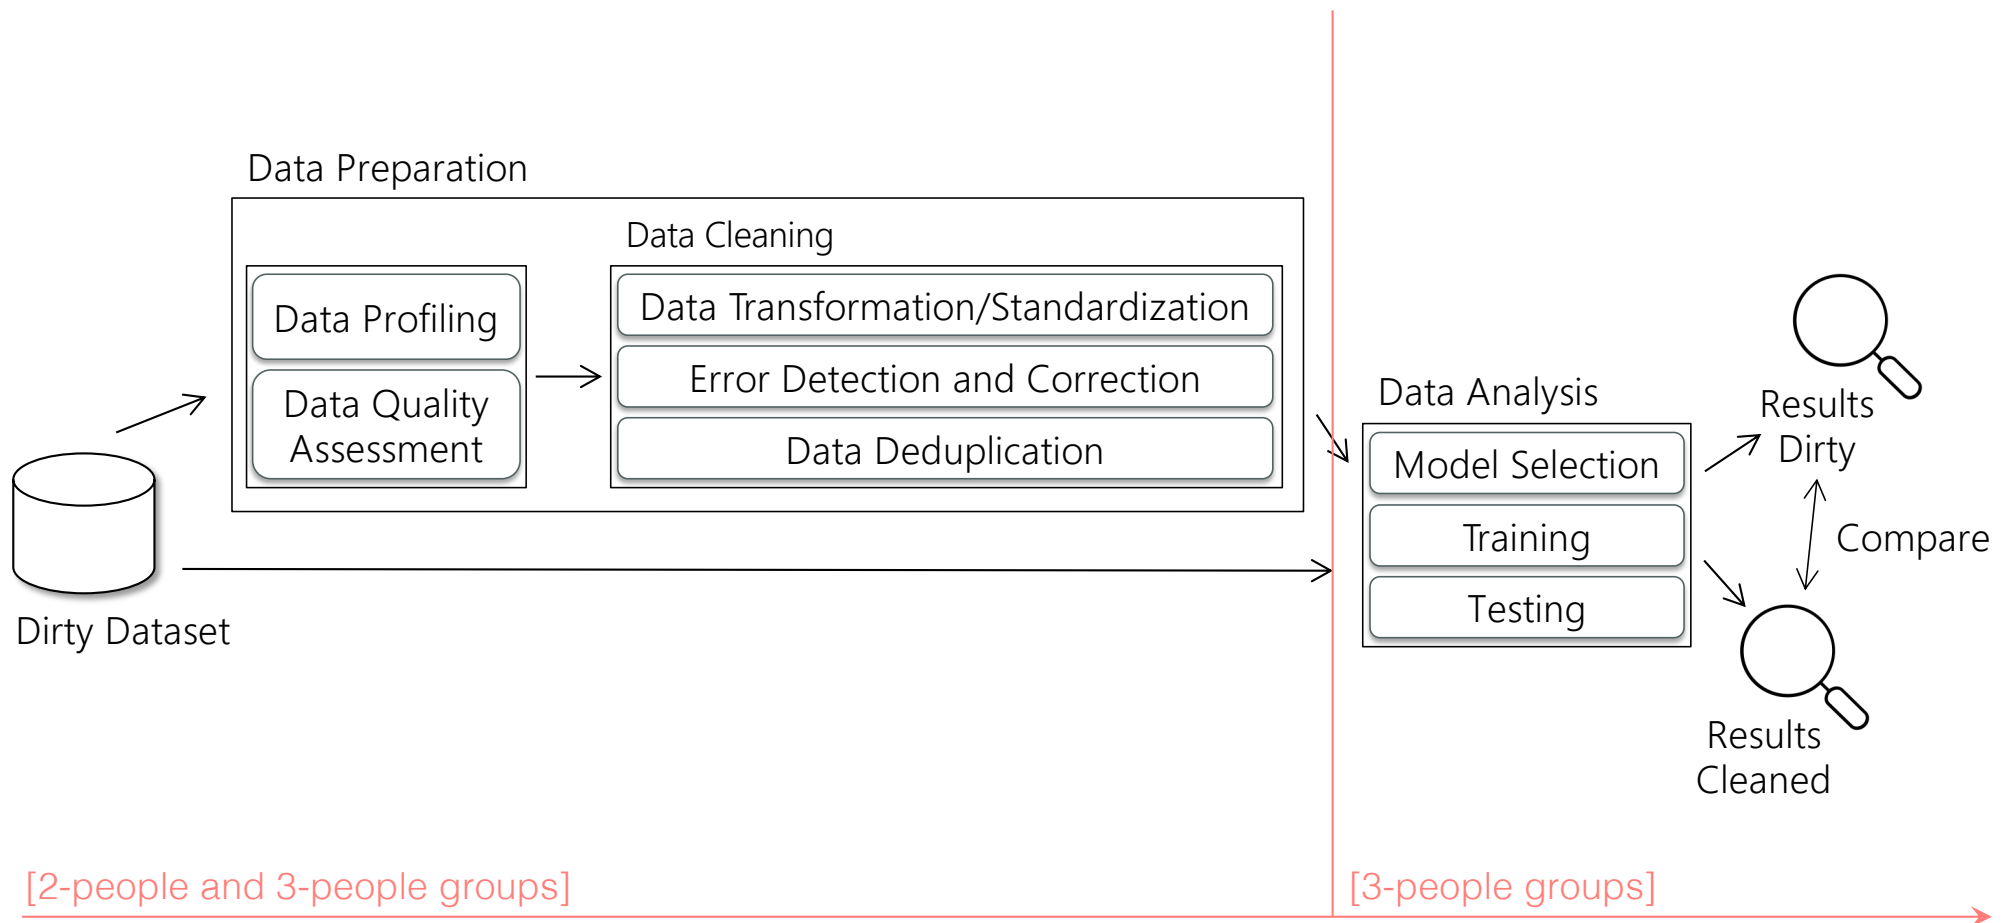 Data Preparation
Data Cleaning
Data Profiling
Data Quality
Assessment
Data Transformation/Standardization
Error Detection and Correction
Data Deduplication
Dirty Dataset
Data Analysis
Model Selection
Training
Testing
Results
Dirty
Compare
Results
Cleaned
[2-people and 3-people groups]
[3-people groups]